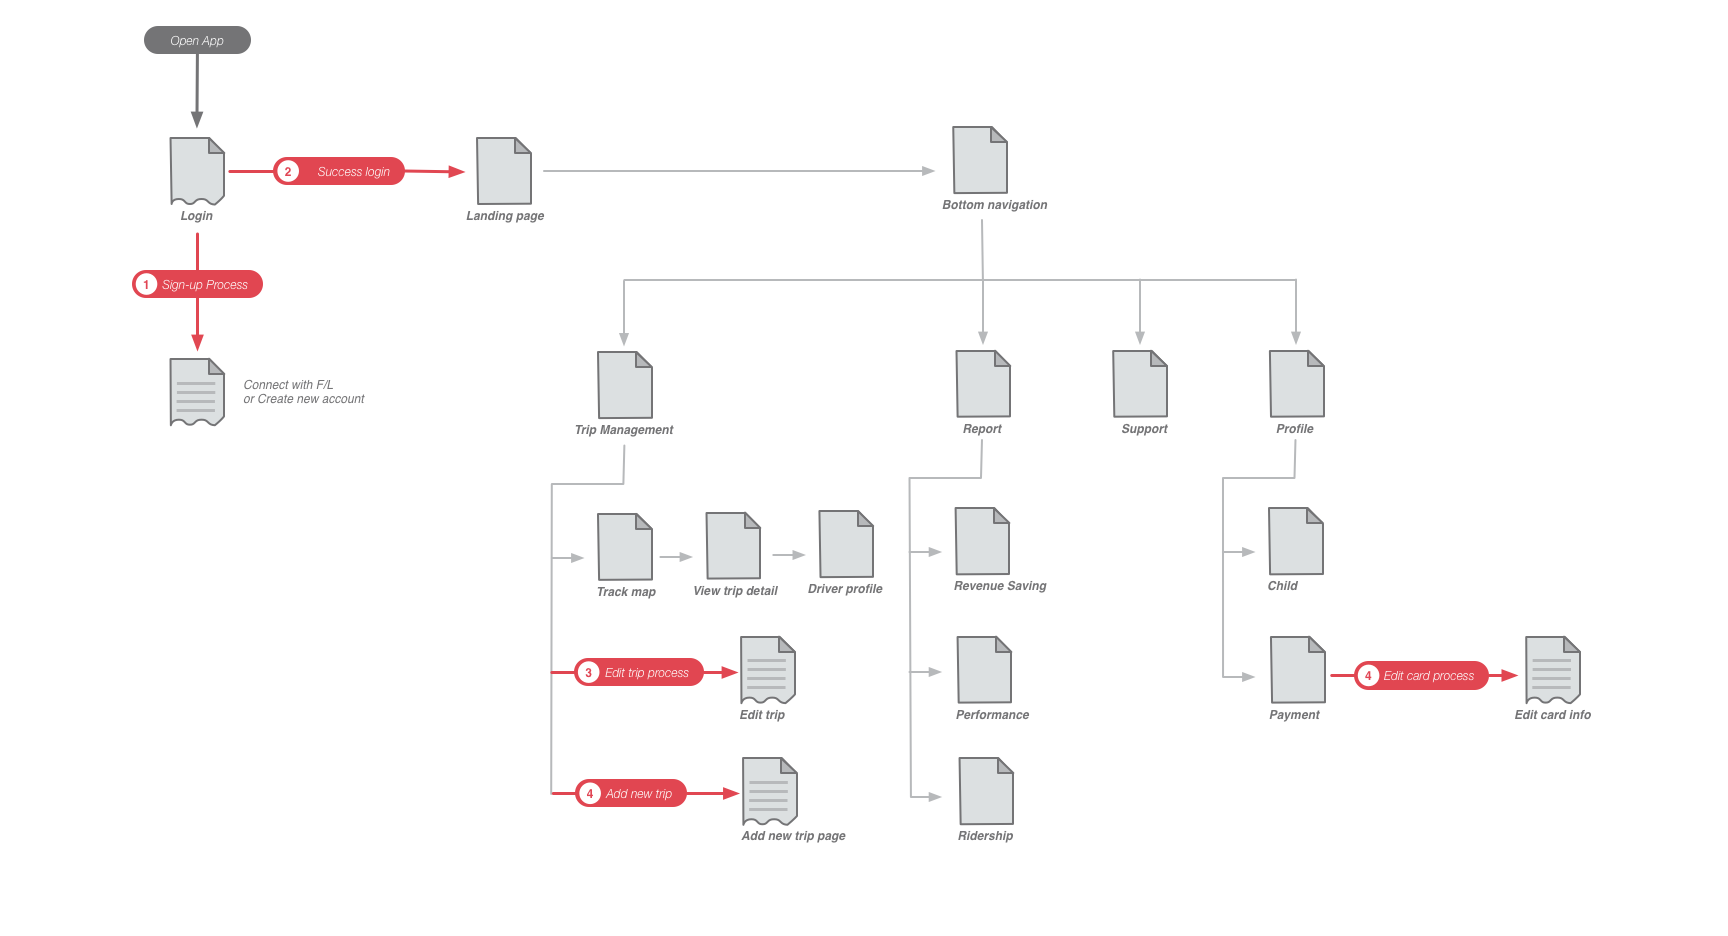 Open App
2 Success login
Login
Landing page
Bottom navigation
1 Sign-up Process
Connect with F/L
or Create new account
Trip Management
Report
Support
Profile
Track map
View trip detail
Driver profile
Revenue Saving
Child
3 Edit trip process
4 Edit card process
Edit trip
Performance
Payment
Edit card info
4 Add new trip
Add new trip page
Ridership